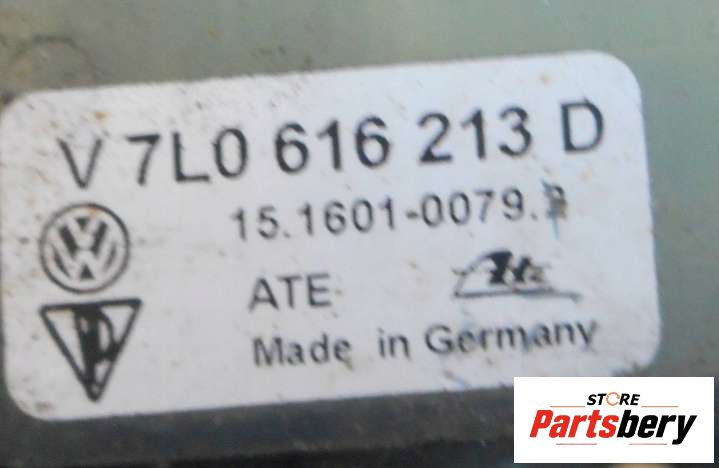 V 7L0 616 213 D
15.1601-0079.
ATE
Made in Germany
STORE
Partsbery